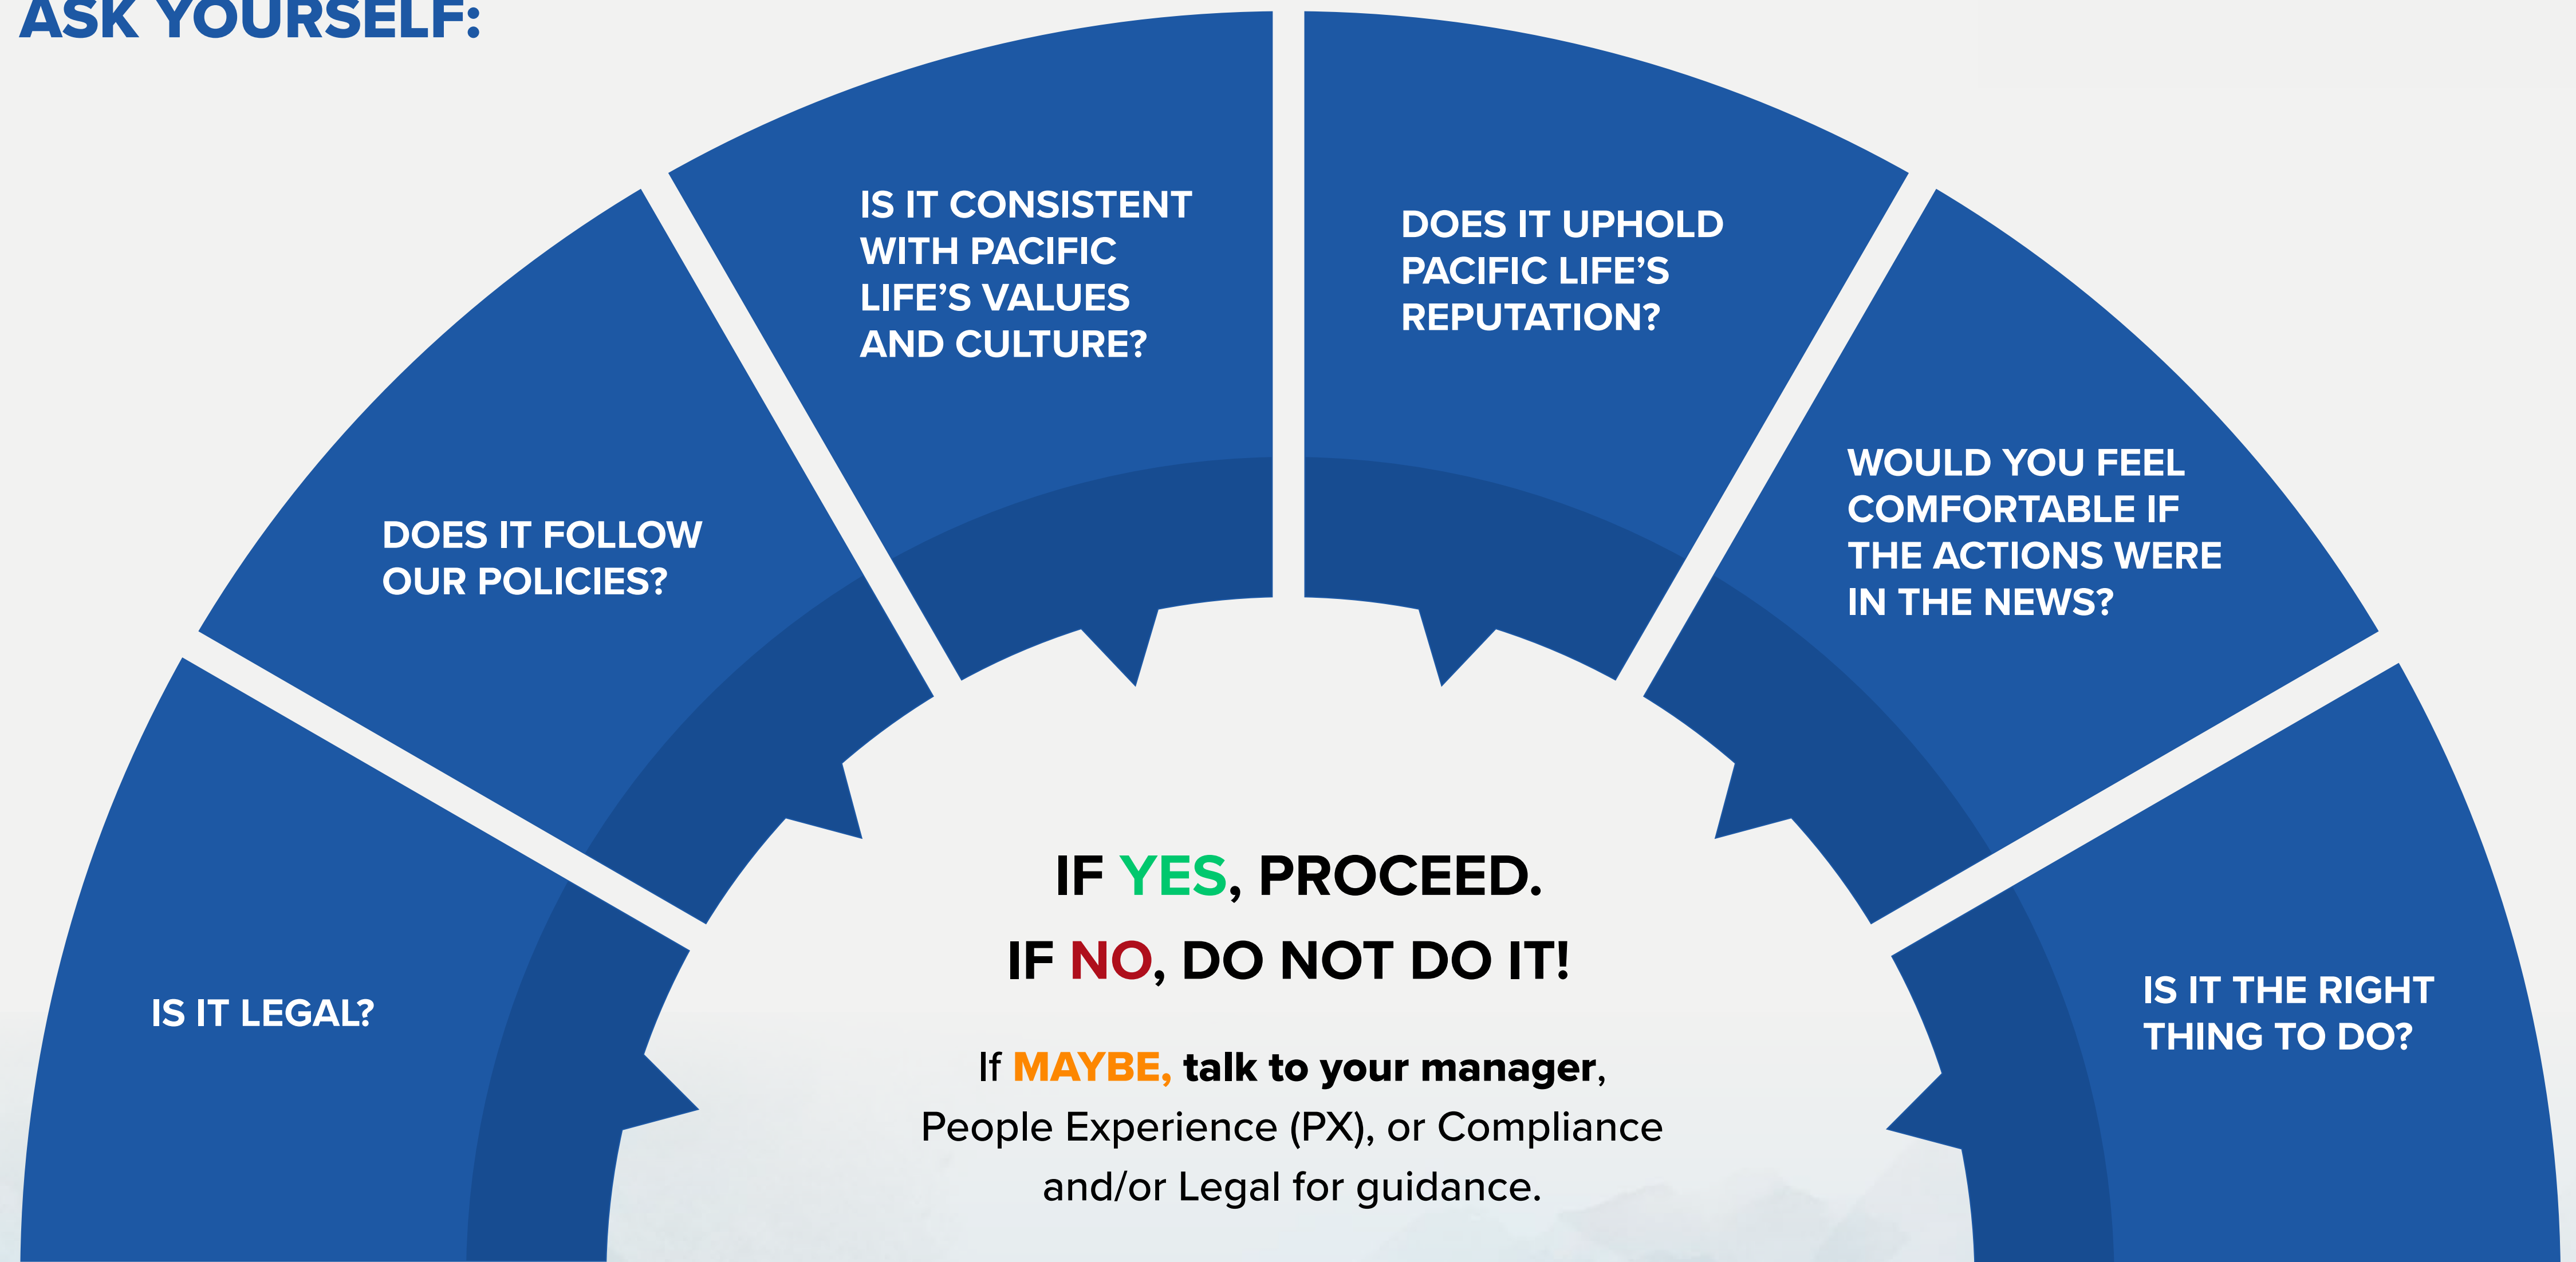 ASK YOURSELF:
IS IT LEGAL?
DOES IT FOLLOW
OUR POLICIES?
IS IT CONSISTENT
WITH PACIFIC
LIFE’S VALUES
AND CULTURE?
DOES IT UPHOLD
PACIFIC LIFE’S
REPUTATION?
WOULD YOU FEEL
COMFORTABLE IF
THE ACTIONS WERE
IN THE NEWS?
IS IT THE RIGHT
THING TO DO?
IF YES, PROCEED.
IF NO, DO NOT DO IT!
If MAYBE, talk to your manager,
People Experience (PX), or Compliance
and/or Legal for guidance.